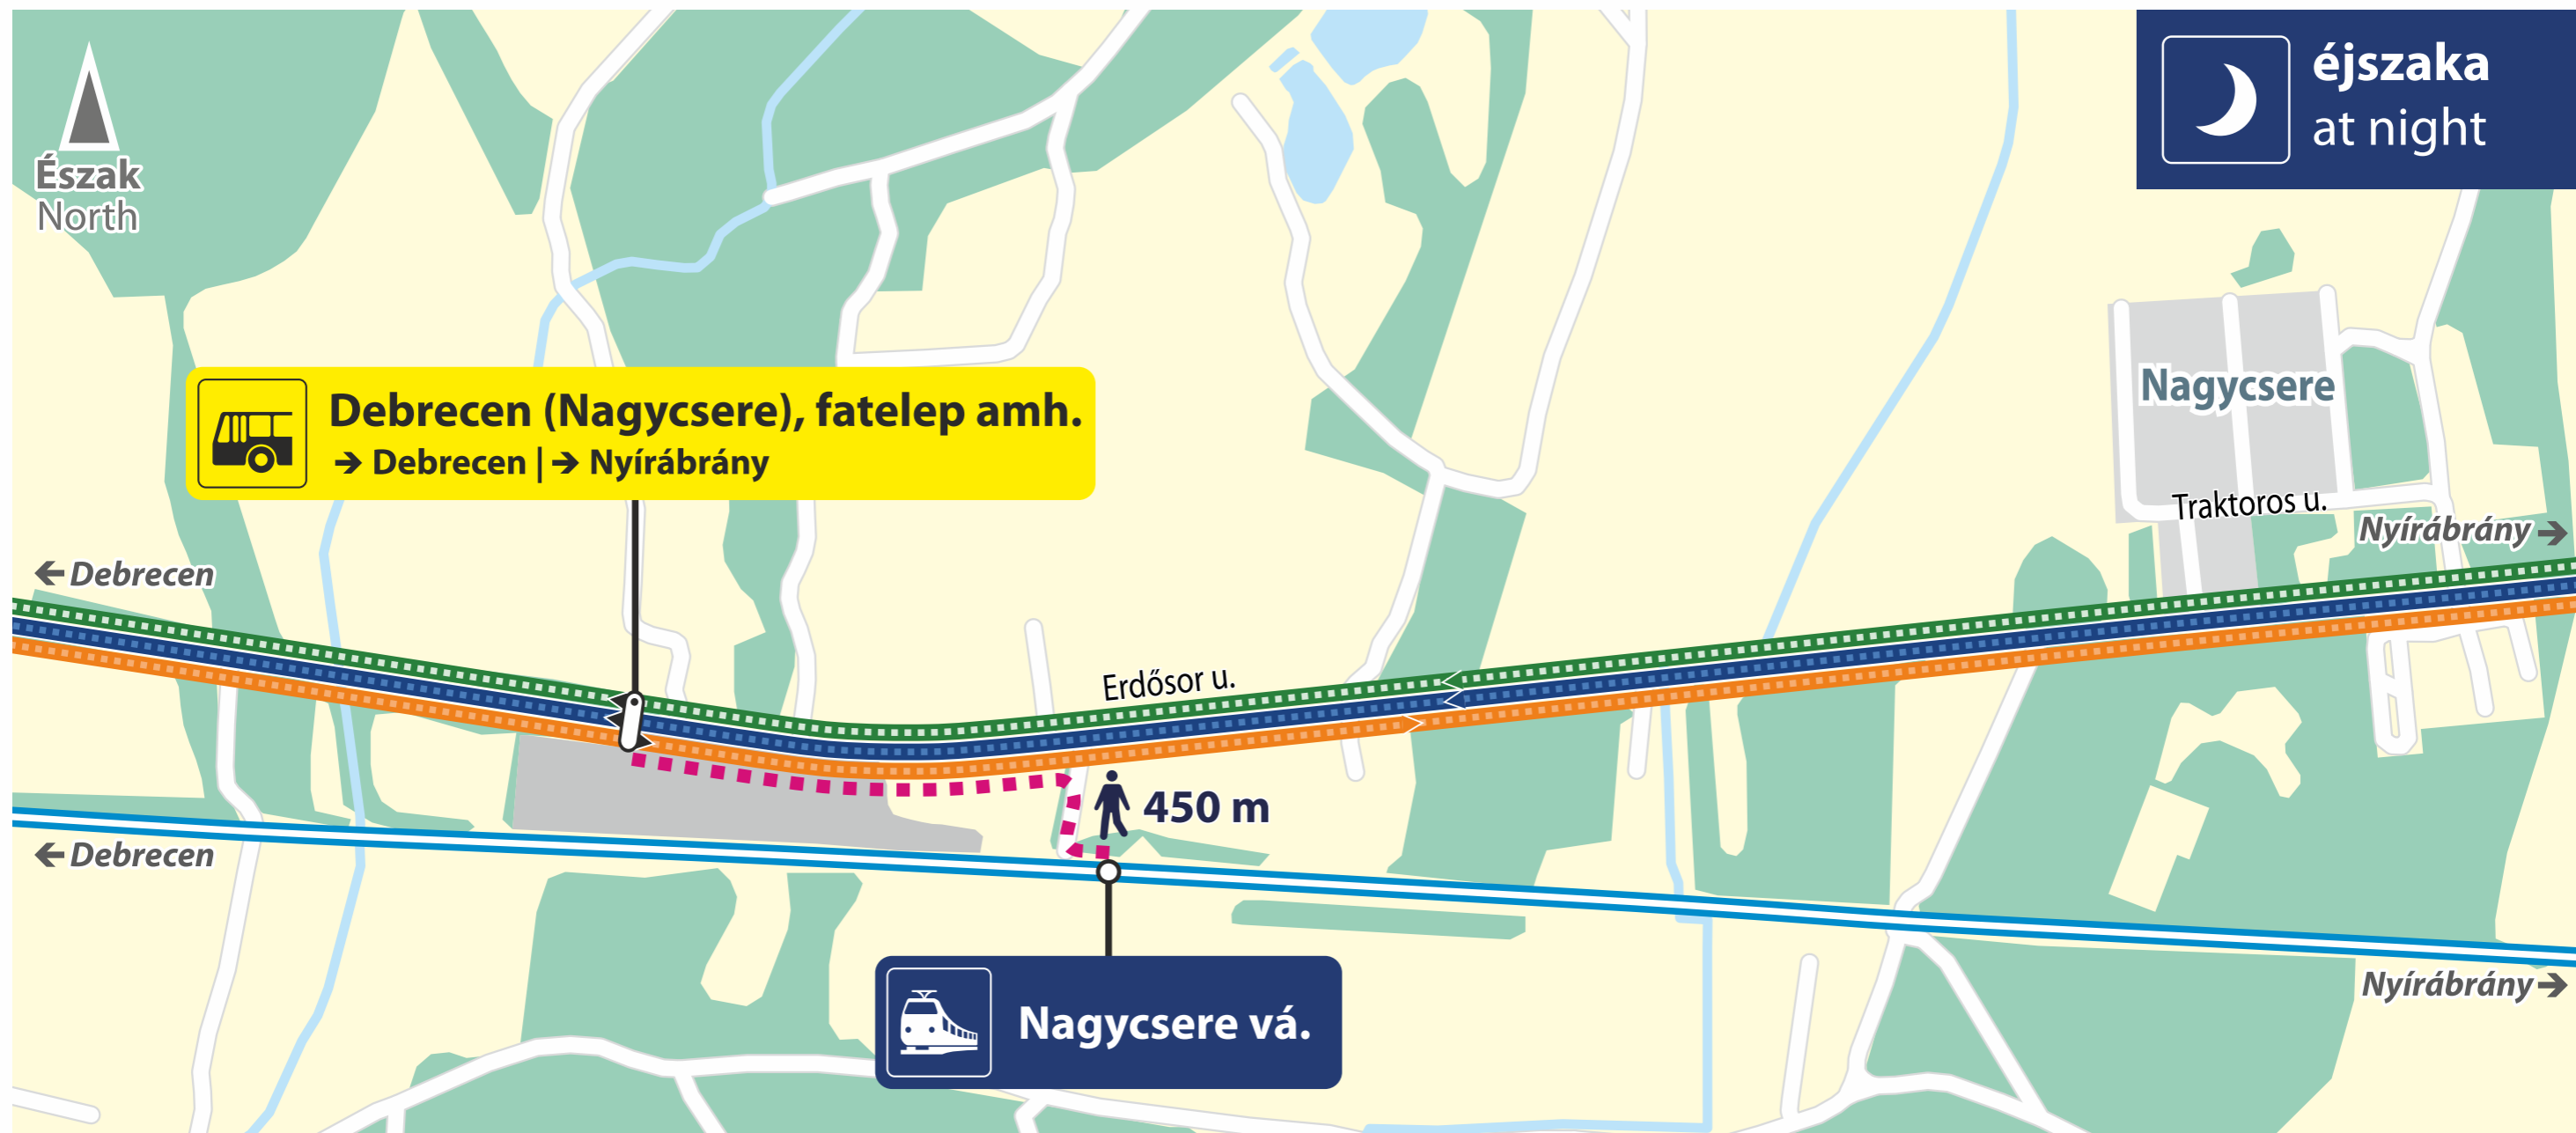 Észak
North
éjszaka
at night
Debrecen (Nagycsere), fatelep amh.
→ Debrecen | → Nyírábrány
Nagycsere
Traktoros u.
Nyírábrány →
← Debrecen
Erdősor u.
450 m
← Debrecen
Nyírábrány →
Nagycsere vá.